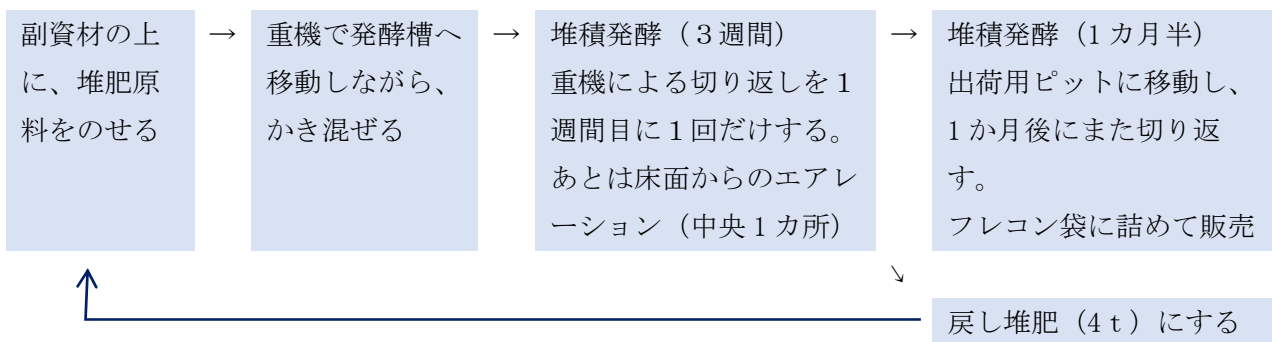 副資材の上
に、堆肥原
料をのせる
→
重機で発酵槽へ
移動しながら、
かき混ぜる
→
堆積発酵（３週間）
重機による切り返しを１
週間目に１回だけする。
あとは床面からのエアレ
ーション（中央１カ所）
→
堆積発酵（1 カ月半）
出荷用ピットに移動し、
1 か月後にまた切り返
す。
フレコン袋に詰めて販売
↘
戻し堆肥（4ｔ）にする